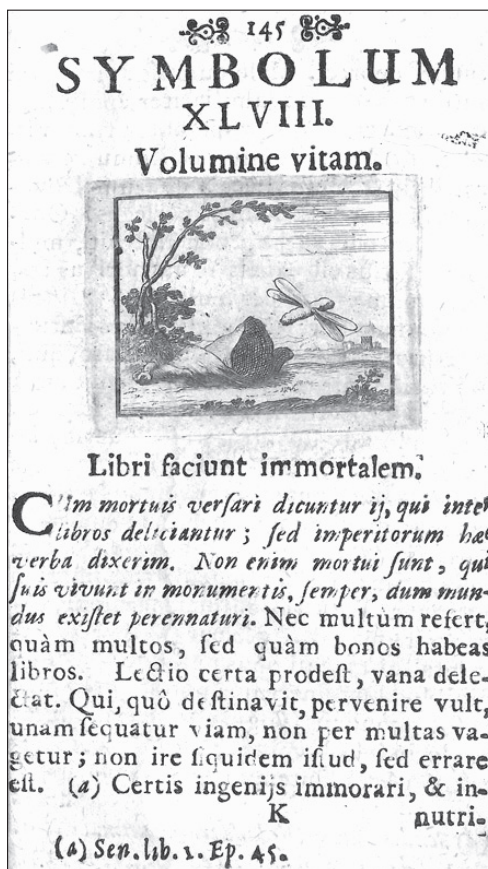 145
SYMBOLUM
XLVIII.
Volumine vitam.
Libri faciunt immortalem.
CUm mortuis versari dicuntur ij, qui inter
libros deliciantur; sed imperitorum hæc
verba dixerim. Non enim mortui sunt, qui
suis vivunt in monumentis, semper, dum mun-
dus existet perennaturi. Nec multùm refert,
quàm multos, sed quàm bonos habeas
libros. Lectio certa prodest, vana dele-
ctat. Qui, quò destinavit, pervenire vult,
unam sequatur viam, non per multas va-
getur; non ire siquidem istud, sed errare
est. (a) Certis ingenijs immorari, & in-
K nutri-
(a) Sen. lib. 1. Ep. 45.